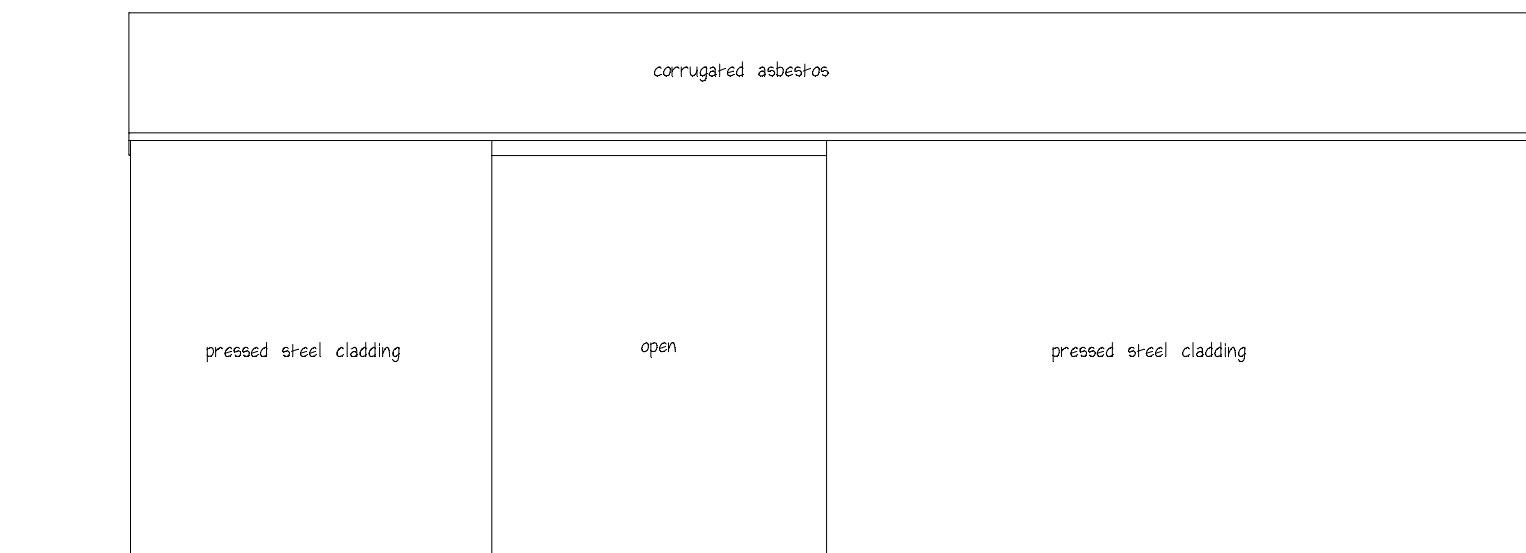 corrugated asbestos
pressed steel cladding
open
pressed steel cladding